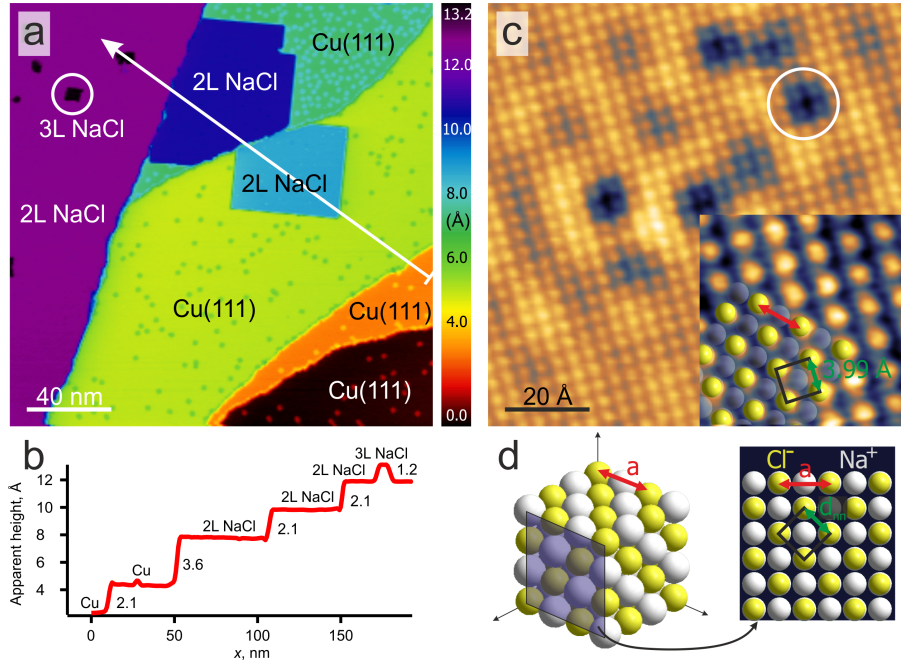 a
Cu(111)
2L NaCl
3L NaCl
2L NaCl
2L NaCl
Cu(111)
Cu(111)
Cu(111)
40 nm
13.2
12.0
10.0
8.0
(Å)
6.0
4.0
0.0
c
3.99 Å
20 Å
b
Apparent height, Å
12
10
8
6
4
Cu
2.1
Cu
3.6
2L NaCl
2.1
2L NaCl
2.1
2L NaCl
3L NaCl
1.2
0
50
100
150
x, nm
d
a
Cl⁻
a
Na⁺
dnn